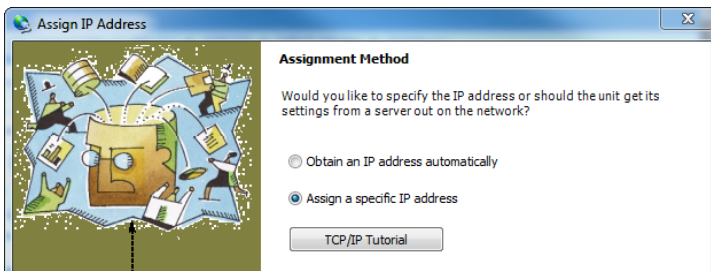 Assign IP Address
Assignment Method
Would you like to specify the IP address or should the unit get its
settings from a server out on the network?
Obtain an IP address automatically
Assign a specific IP address
TCP/IP Tutorial